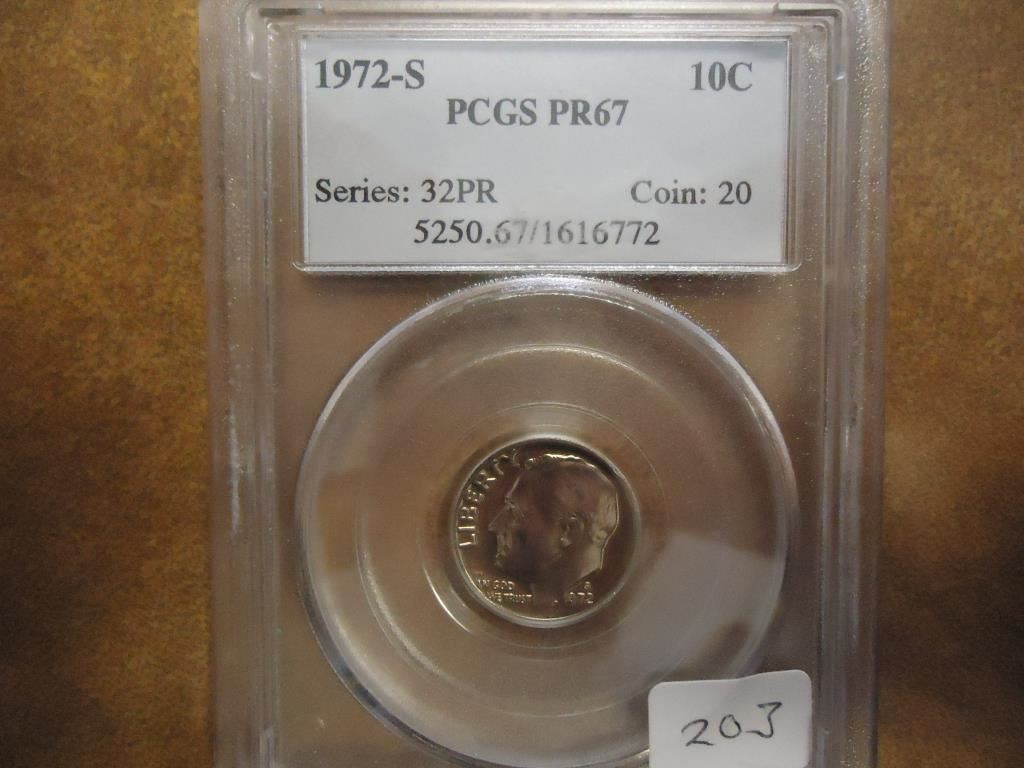 1972-S 10C
PCGS PR67
Series: 32PR Coin: 20
5250.67/1616772
LIBERTY
IN GOD
WE TRUST
S
1972
203